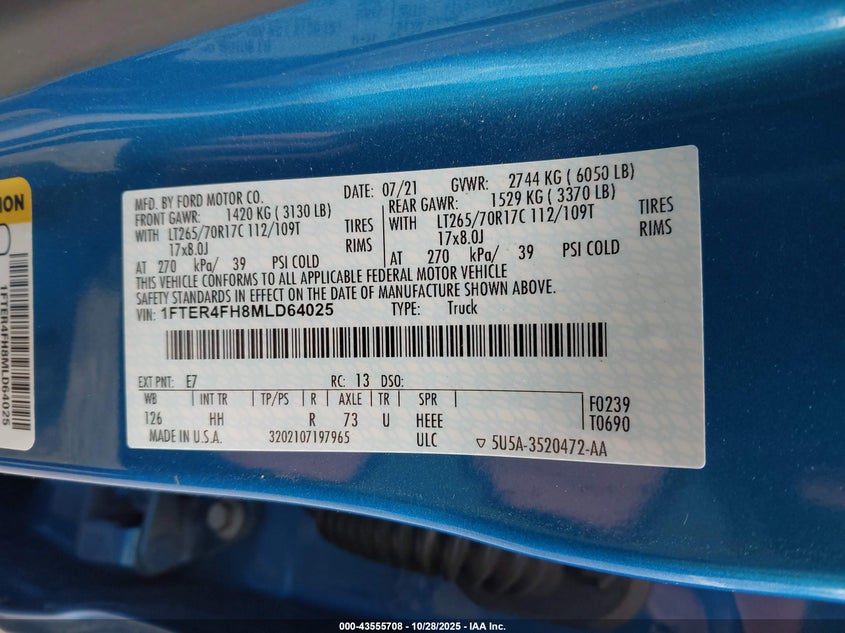 MFD. BY FORD MOTOR CO. DATE: 07/21 GVWR: 2744 KG ( 6050 LB)
FRONT GAWR: 1420 KG ( 3130 LB) REAR GAWR: 1529 KG ( 3370 LB)
WITH LT265/70R17C 112/109T TIRES WITH LT265/70R17C 112/109T TIRES
17x8.0J RIMS 17x8.0J RIMS
AT 270 kPa/ 39 PSI COLD AT 270 kPa/ 39 PSI COLD
THIS VEHICLE CONFORMS TO ALL APPLICABLE FEDERAL MOTOR VEHICLE
SAFETY STANDARDS IN EFFECT ON THE DATE OF MANUFACTURE SHOWN ABOVE.
VIN: 1FTER4FH8MLD64025 TYPE: Truck
EXT PNT: E7 RC: 13 DSO:
WB INT TR TP/PS R AXLE TR SPR F0239
126 HH R 73 U HEEE T0690
MADE IN U.S.A. 3202107197965 ULC 5U5A-3520472-AA
1FTER4FH8MLD64025
000-43555708 - 10/28/2025 - IAA Inc.